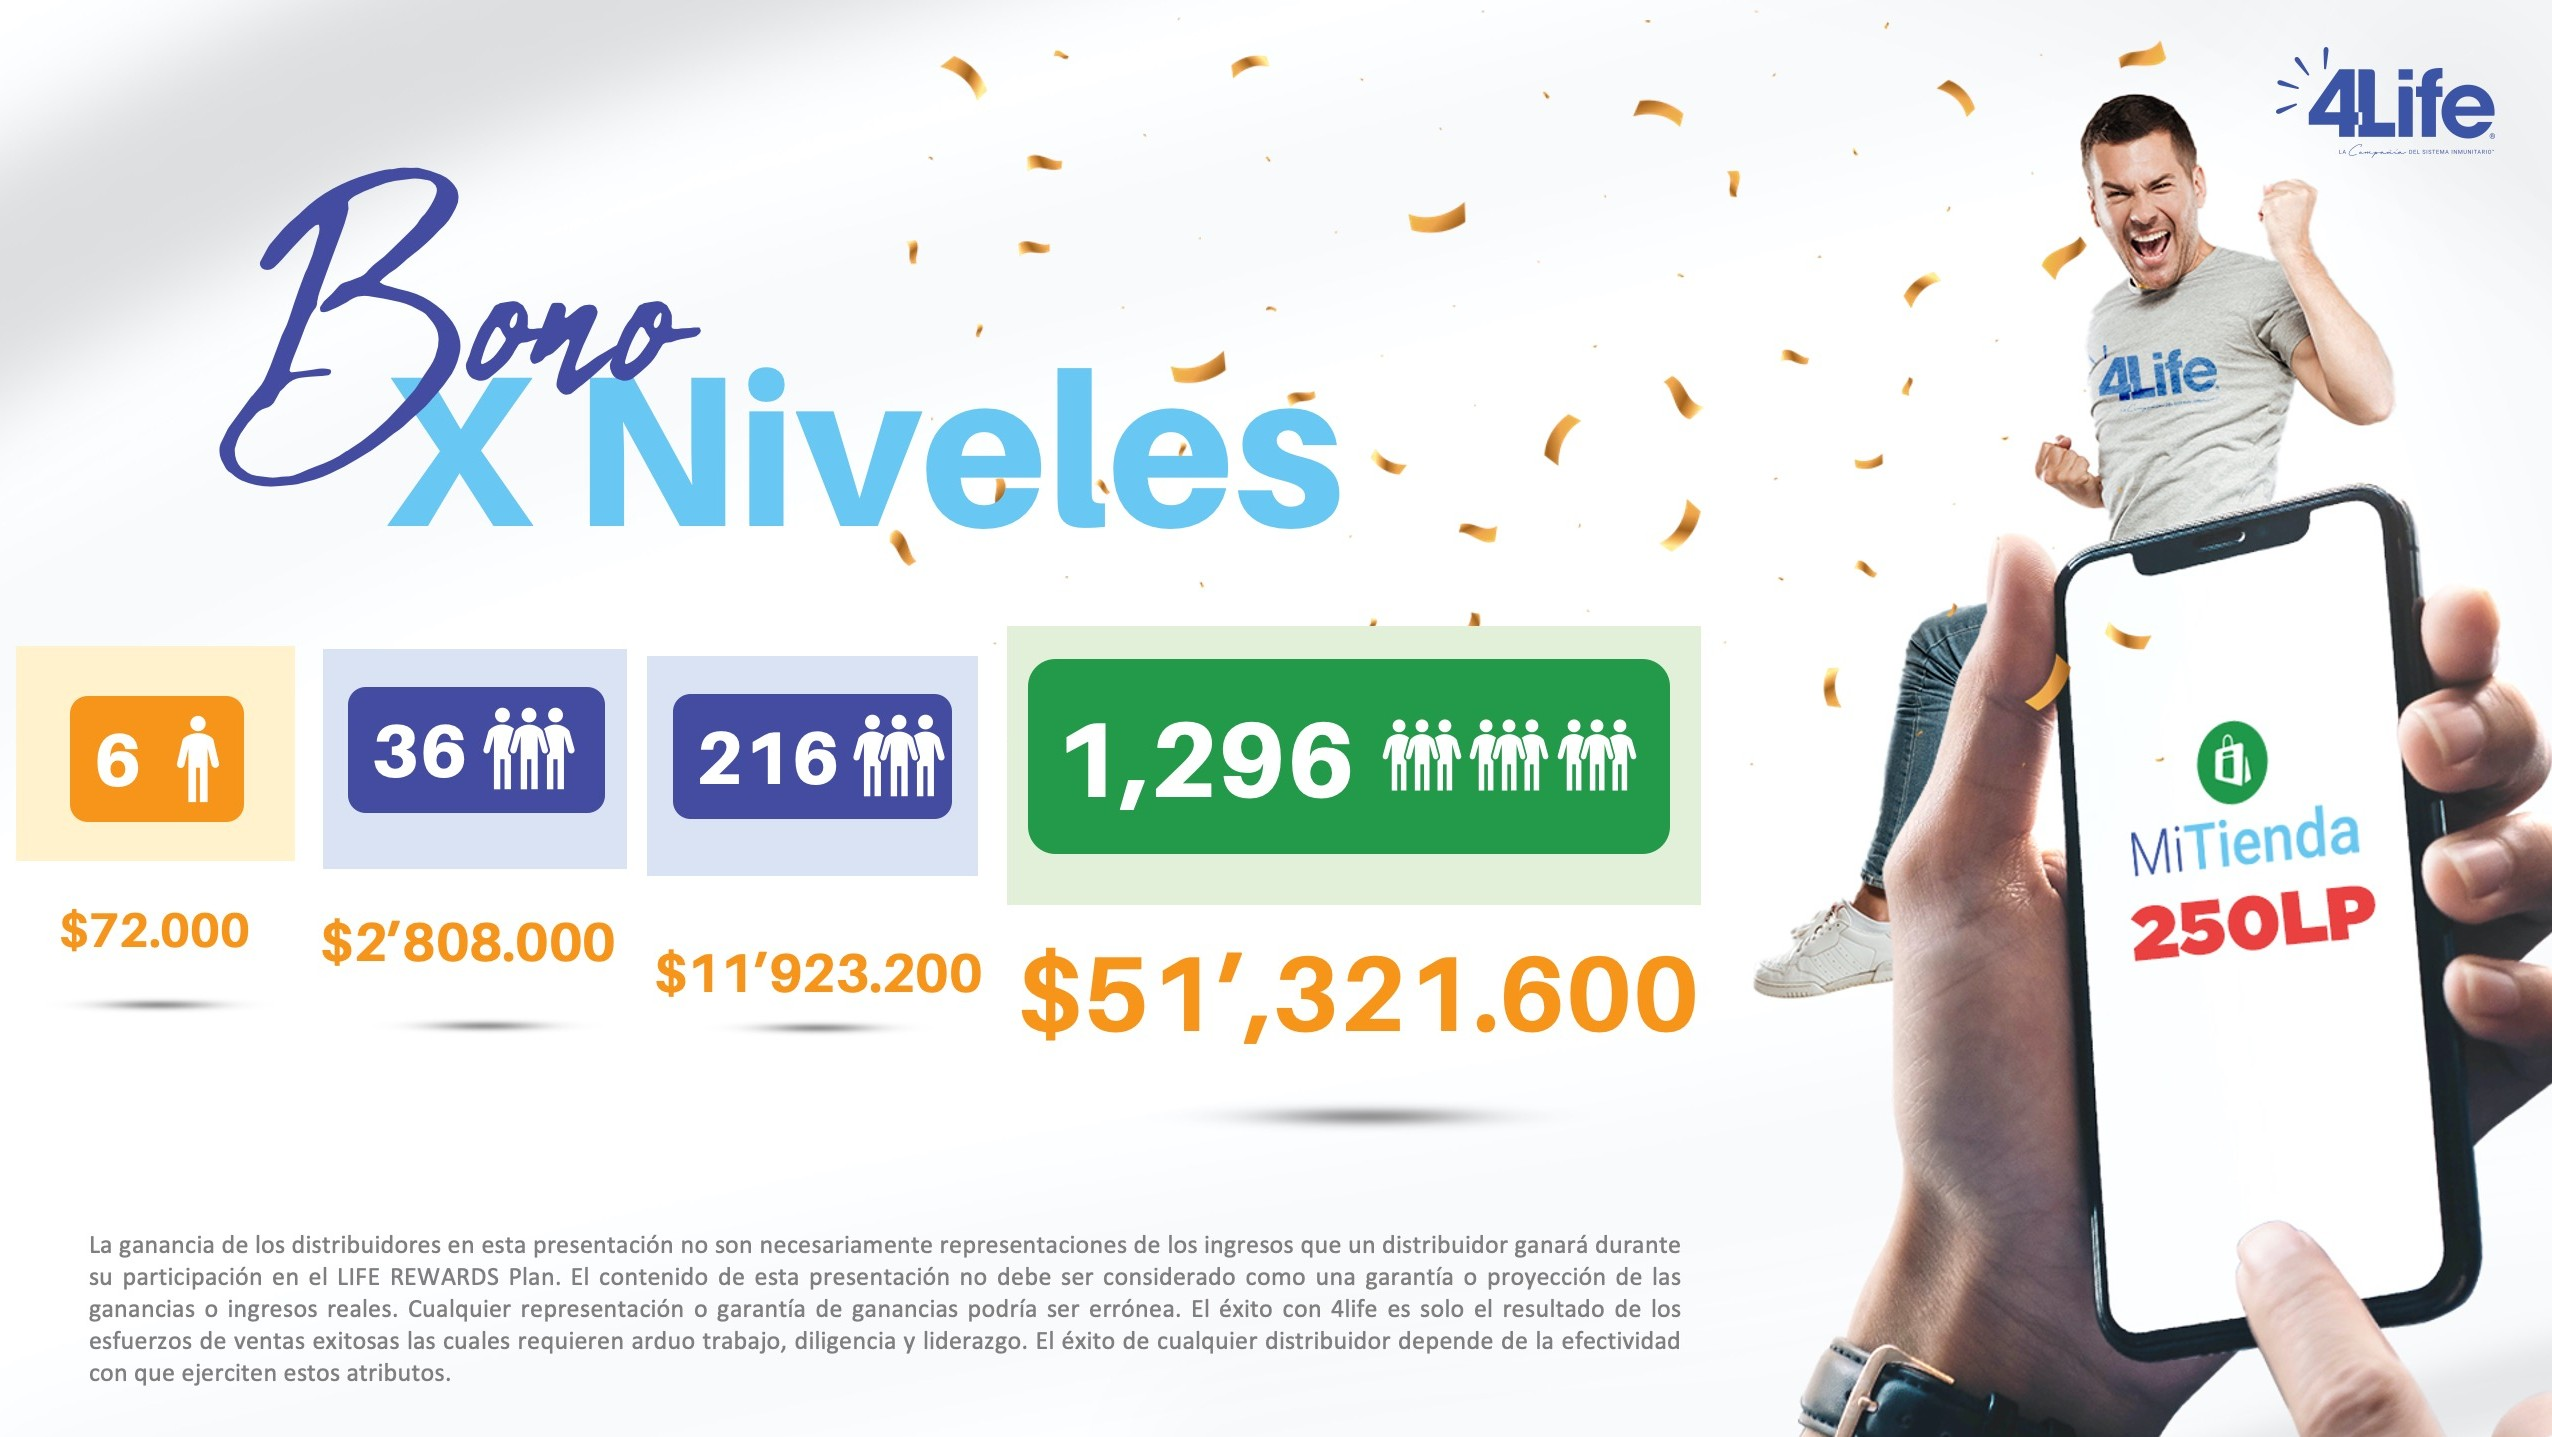 4Life®
LA Compañía DEL SISTEMA INMUNITARIO™
Bono
X Niveles
4Life
6
36
216
1,296
$72.000
$2’808.000
$11’923.200
$51’,321.600
MiTienda
250LP
La ganancia de los distribuidores en esta presentación no son necesariamente representaciones de los ingresos que un distribuidor ganará durante
su participación en el LIFE REWARDS Plan. El contenido de esta presentación no debe ser considerado como una garantía o proyección de las
ganancias o ingresos reales. Cualquier representación o garantía de ganancias podría ser errónea. El éxito con 4life es solo el resultado de los
esfuerzos de ventas exitosas las cuales requieren arduo trabajo, diligencia y liderazgo. El éxito de cualquier distribuidor depende de la efectividad
con que ejerciten estos atributos.